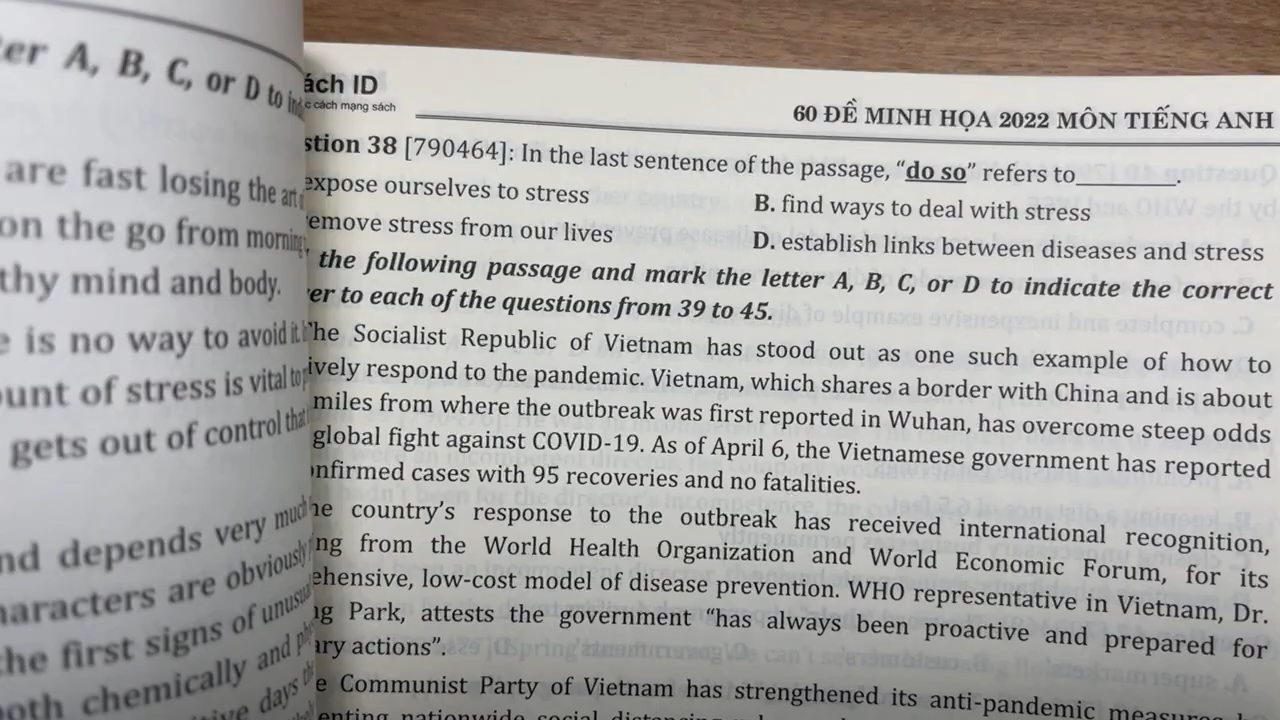 er A, B, C, or D to
are fast losing the art
on the go from morning
thy mind and body.
is no way to avoid it
unt of stress is vital to
gets out of control that
nd depends very much
aracters are obviously
the first signs of unusual
oth chemically and
days
ách ID
c cách mạng sách
60 ĐỀ MINH HỌA 2022 MÔN TIẾNG ANH
stion 38 [790464]: In the last sentence of the passage, “do so” refers to_________.
expose ourselves to stress
B. find ways to deal with stress
emove stress from our lives
D. establish links between diseases and stress
the following passage and mark the letter A, B, C, or D to indicate the correct
er to each of the questions from 39 to 45.
he Socialist Republic of Vietnam has stood out as one such example of how to
ively respond to the pandemic. Vietnam, which shares a border with China and is about
miles from where the outbreak was first reported in Wuhan, has overcome steep odds
global fight against COVID-19. As of April 6, the Vietnamese government has reported
nfirmed cases with 95 recoveries and no fatalities.
he country’s response to the outbreak has received international recognition,
ng from the World Health Organization and World Economic Forum, for its
ehensive, low-cost model of disease prevention. WHO representative in Vietnam, Dr.
ng Park, attests the government “has always been proactive and prepared for
ary actions”.
e Communist Party of Vietnam has strengthened its anti-pandemic measures
enting nationwide social